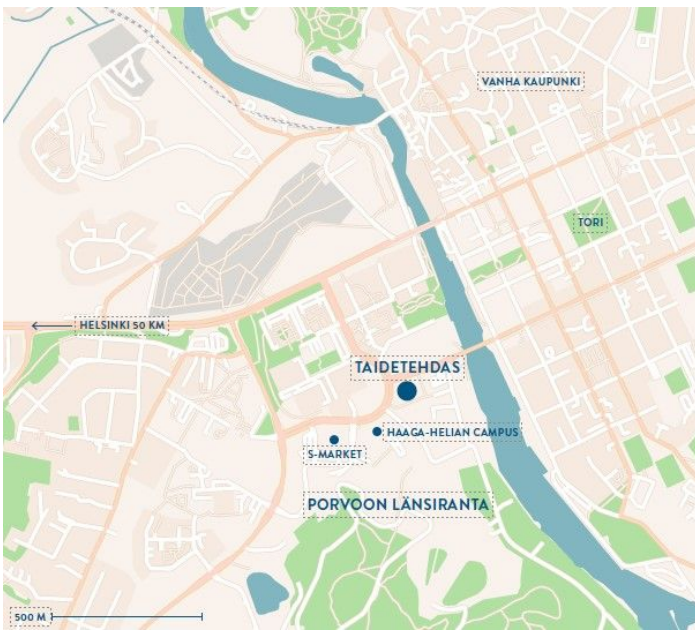 VANHA KAUPUNKI
TORI
HELSINKI 50 KM
TAIDETEHDAS
HAAGA-HELIAN CAMPUS
S-MARKET
PORVOON LÄNSIRANTA
500 M